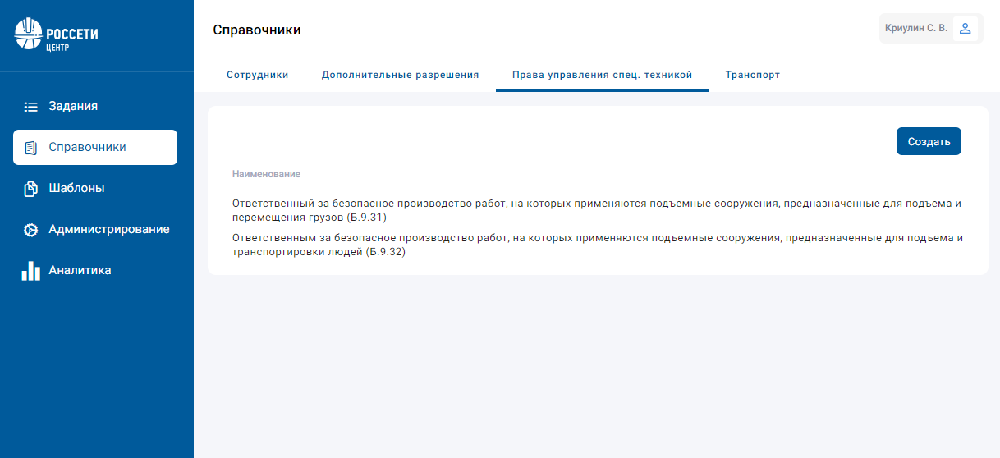 РОССЕТИ
ЦЕНТР
Справочники
Криулин С. В.
Сотрудники
Дополнительные разрешения
Права управления спец. техникой
Транспорт
Задания
Справочники
Шаблоны
Администрирование
Аналитика
Создать
Наименование
Ответственный за безопасное производство работ, на которых применяются подъемные сооружения, предназначенные для подъема и
перемещения грузов (Б.9.31)
Ответственным за безопасное производство работ, на которых применяются подъемные сооружения, предназначенные для подъема и
транспортировки людей (Б.9.32)